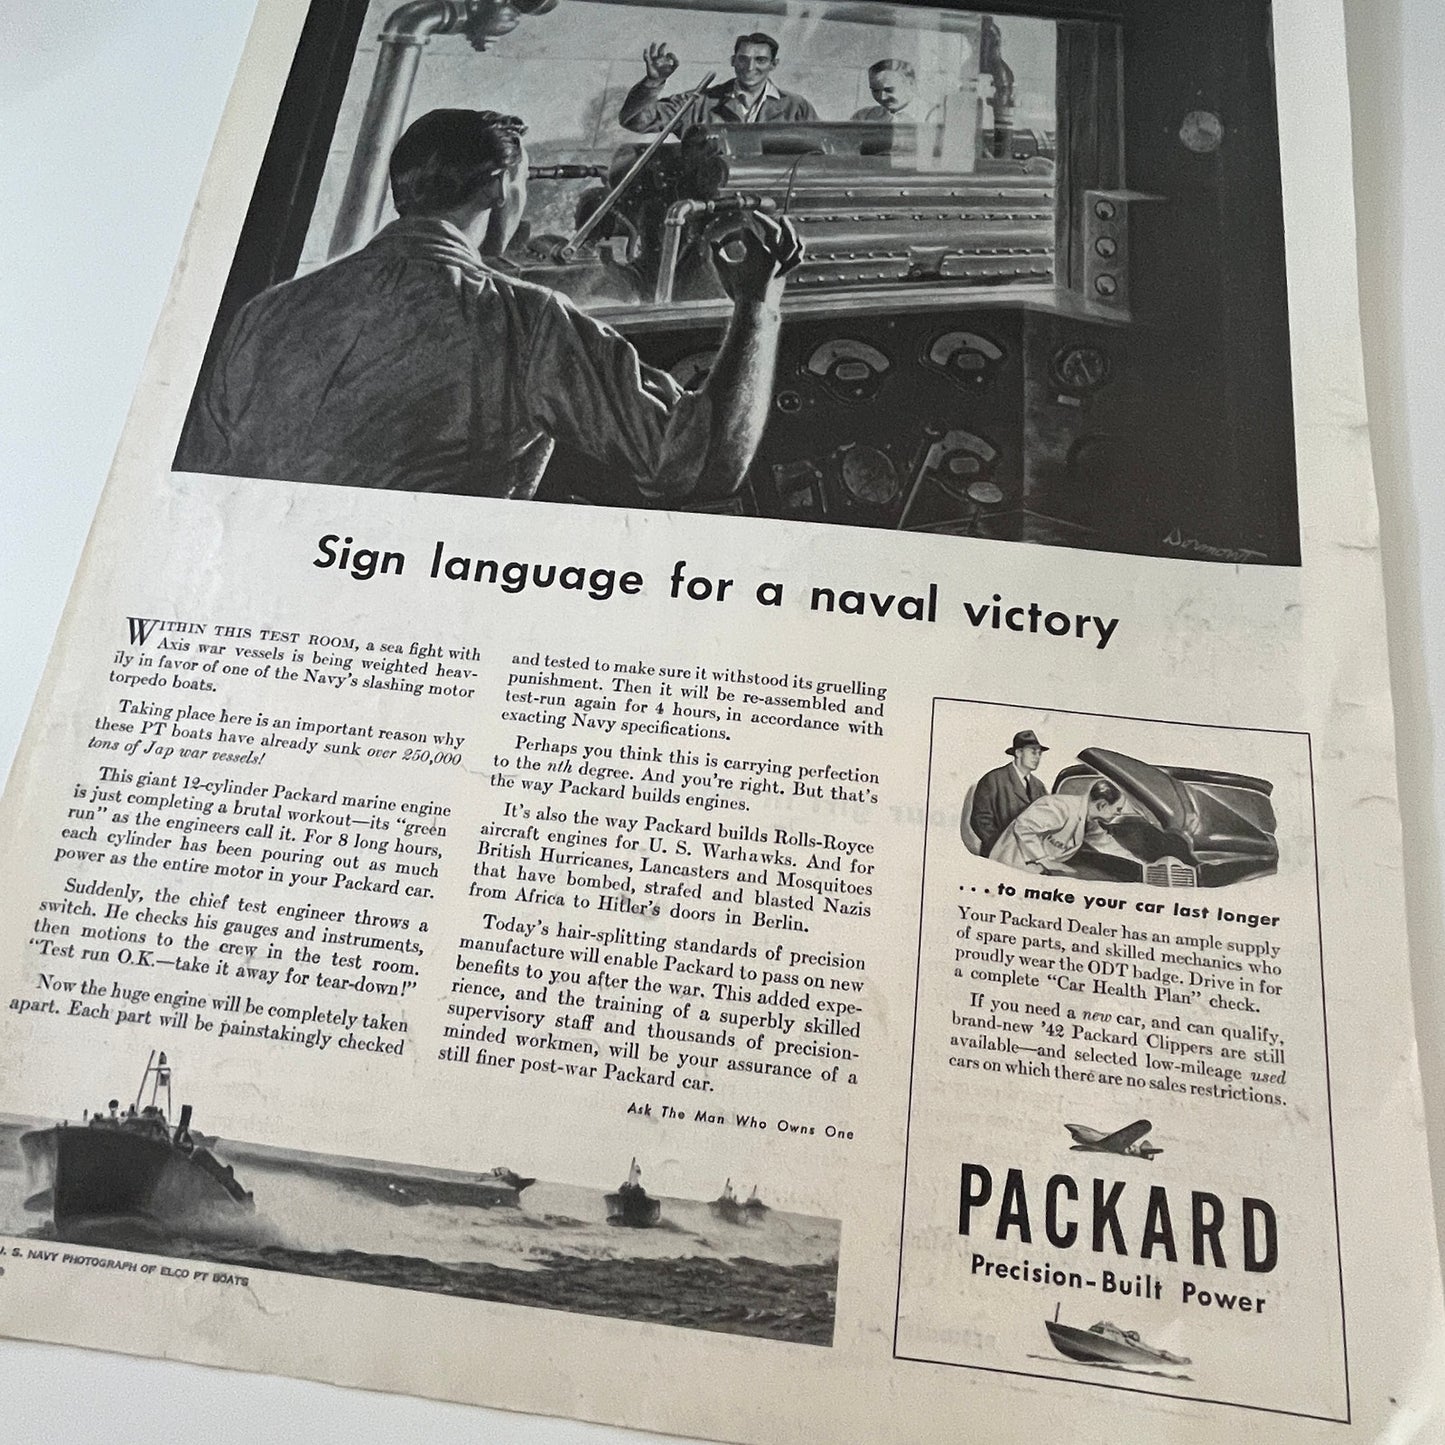 Dormont
Sign language for a naval victory
WITHIN THIS TEST ROOM, a sea fight with
Axis war vessels is being weighted heav-
ily in favor of one of the Navy's slashing motor
torpedo boats.
Taking place here is an important reason why
these PT boats have already sunk over 250,000
tons of Jap war vessels!
This giant 12-cylinder Packard marine engine
is just completing a brutal workout—its “green
run” as the engineers call it. For 8 long hours,
each cylinder has been pouring out as much
power as the entire motor in your Packard car.
Suddenly, the chief test engineer throws a
switch. He checks his gauges and instruments,
then motions to the crew in the test room.
“Test run O.K.—take it away for tear-down!”
Now the huge engine will be completely taken
apart. Each part will be painstakingly checked
and tested to make sure it withstood its gruelling
punishment. Then it will be re-assembled and
test-run again for 4 hours, in accordance with
exacting Navy specifications.
Perhaps you think this is carrying perfection
to the nth degree. And you're right. But that's
the way Packard builds engines.
It's also the way Packard builds Rolls-Royce
aircraft engines for U. S. Warhawks. And for
British Hurricanes, Lancasters and Mosquitoes
that have bombed, strafed and blasted Nazis
from Africa to Hitler's doors in Berlin.
Today's hair-splitting standards of precision
manufacture will enable Packard to pass on new
benefits to you after the war. This added expe-
rience, and the training of a superbly skilled
supervisory staff and thousands of precision-
minded workmen, will be your assurance of a
still finer post-war Packard car.
Ask The Man Who Owns One
U. S. NAVY PHOTOGRAPH OF ELCO PT BOATS
. . . to make your car last longer
Your Packard Dealer has an ample supply
of spare parts, and skilled mechanics who
proudly wear the ODT badge. Drive in for
a complete “Car Health Plan” check.
If you need a new car, and can qualify,
brand-new '42 Packard Clippers are still
available—and selected low-mileage used
cars on which there are no sales restrictions.
PACKARD
Precision-Built Power